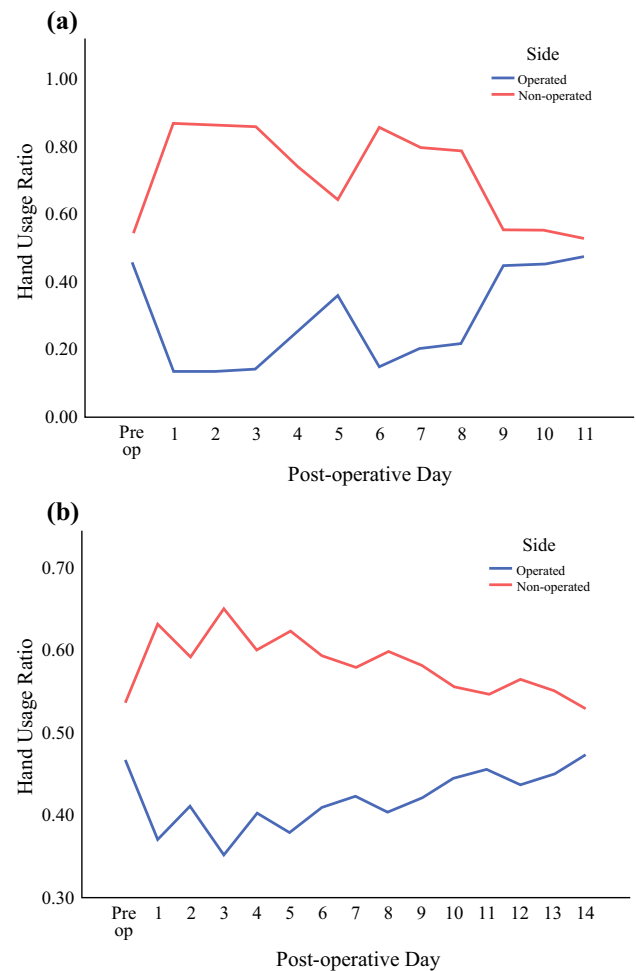 (a)
Side
Operated
Non-operated
Hand Usage Ratio
1.00
0.80
0.60
0.40
0.20
0.00
Pre op 1 2 3 4 5 6 7 8 9 10 11
Post-operative Day
(b)
Side
Operated
Non-operated
Hand Usage Ratio
0.70
0.60
0.50
0.40
0.30
Pre op 1 2 3 4 5 6 7 8 9 10 11 12 13 14
Post-operative Day